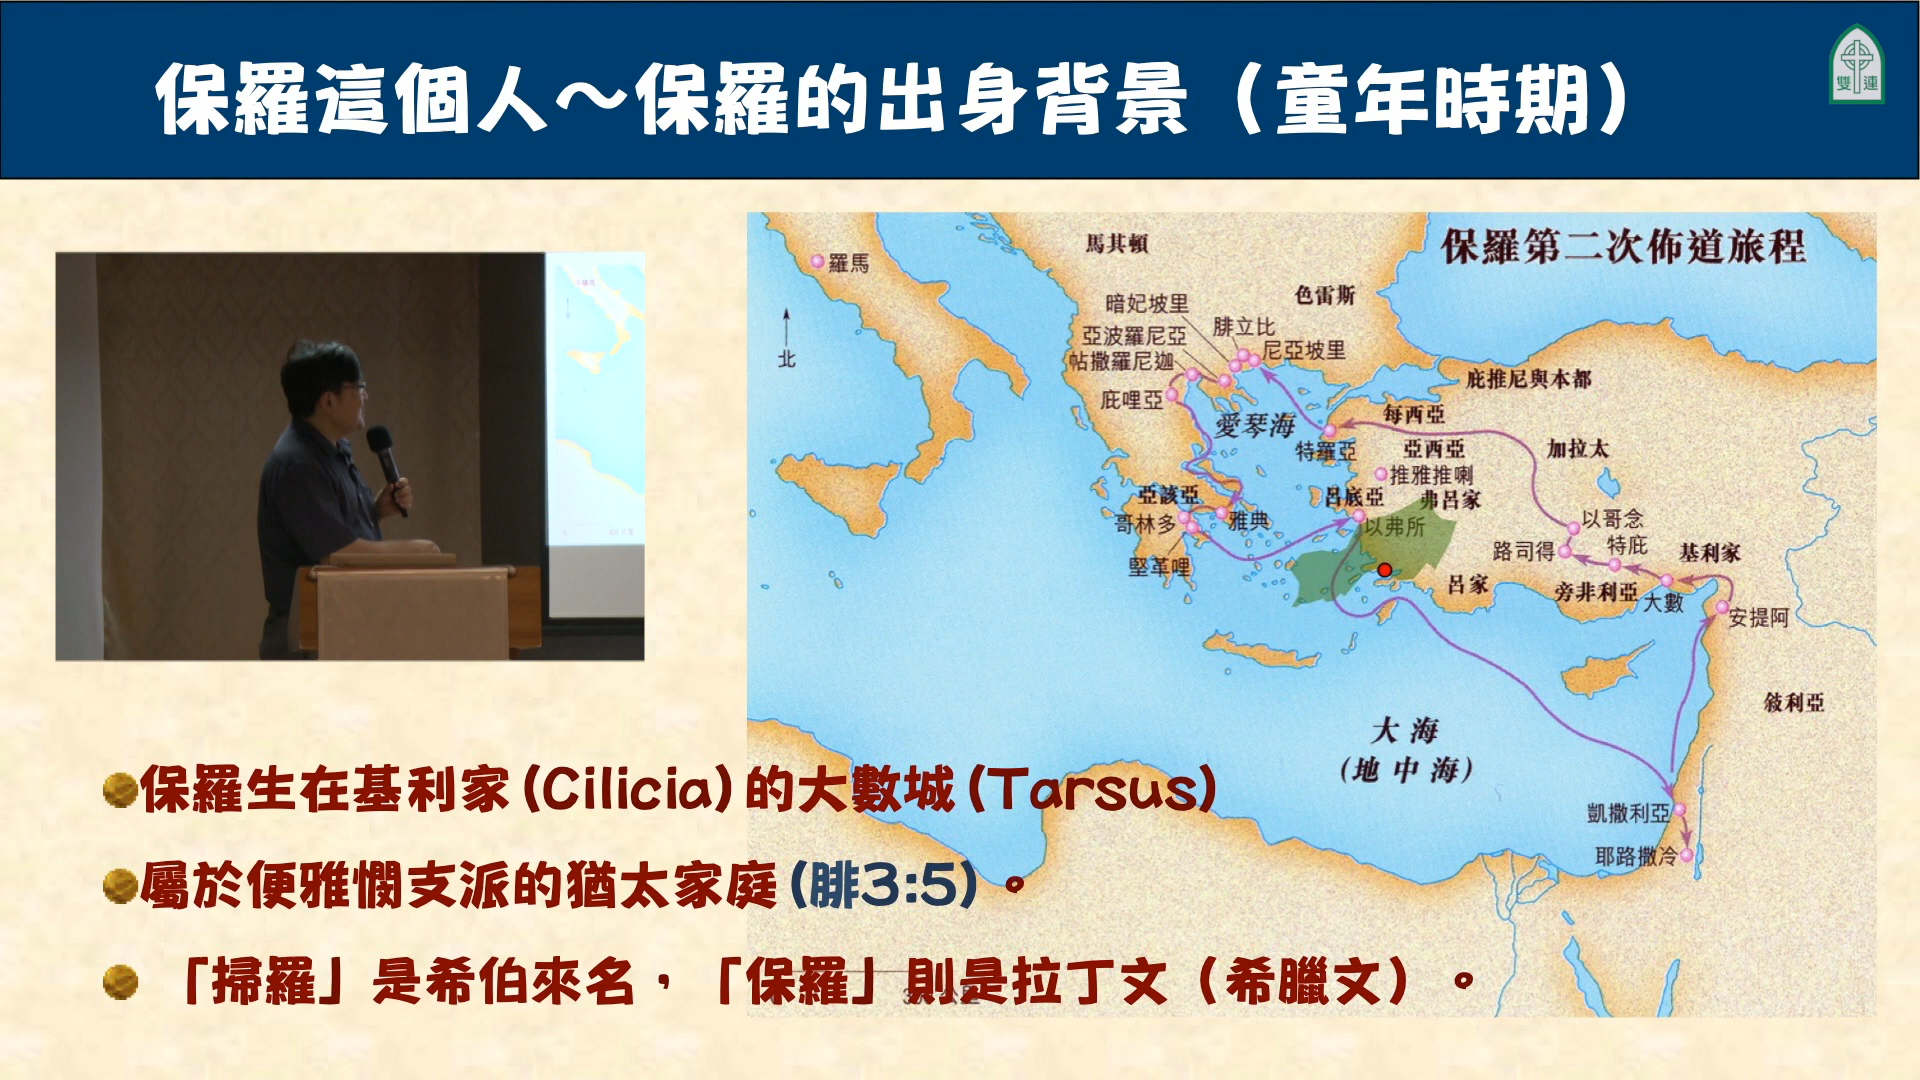 保羅這個人～保羅的出身背景（童年時期）
雙連
保羅第二次佈道旅程
馬其頓
羅馬
色雷斯
暗妃坡里
腓立比
亞波羅尼亞
尼亞坡里
帖撒羅尼迦
北
庇推尼與本都
庇哩亞
每西亞
愛琴海
特羅亞
亞西亞
加拉太
推雅推喇
亞該亞
呂底亞
弗呂家
哥林多
雅典
以弗所
以哥念
路司得
特庇
基利家
堅革哩
呂家
旁非利亞
大數
安提阿
敍利亞
大海
(地中海)
凱撒利亞
耶路撒冷
保羅生在基利家(Cilicia)的大數城(Tarsus)
屬於便雅憫支派的猶太家庭(腓3:5)。
「掃羅」是希伯來名，「保羅」則是拉丁文（希臘文）。